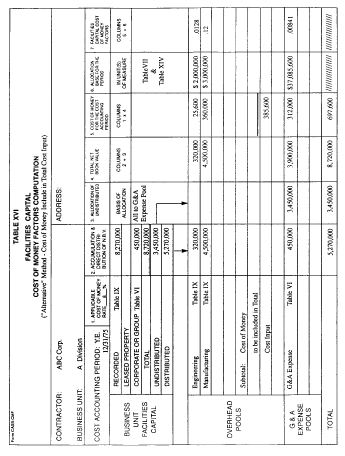 Form CASB-CMF
TABLE XVI
FACILITIES CAPITAL
COST OF MONEY FACTORS COMPUTATION
("Alternative" Method - Cost of Money Include in Total Cost Input)
CONTRACTOR: ABC Corp.
ADDRESS:
BUSINESS UNIT: A Division
COST ACCOUNTING PERIOD: Y.E. 12/31/75
1. APPLICABLE COST OF MONEY RATE %
2. ACCUMULATION & DIRECT DISTRIBUTION OF N.B.V.
3. ALLOCATION OF UNDISTRIBUTED
4. TOTAL NET BOOK VALUE
5. COST OF MONEY FOR THE COST ACCOUNTING PERIOD
6. ALLOCATION BASE FOR THE PERIOD
7. FACILITIES CAPITAL COST OF MONEY FACTORS
BUSINESS UNIT FACILITIES CAPITAL
RECORDED Table IX 8,270,000
LEASED PROPERTY
CORPORATE OR GROUP Table VI 450,000
TOTAL 8,720,000
UNDISTRIBUTED 3,450,000
DISTRIBUTED 5,270,000
BASIS OF ALLOCATION
All to G&A Expense Pool
COLUMNS 2 + 3
COLUMNS 1 x 4
IN UNIT(S) OF MEASURE
Table VII & Table XIV
COLUMNS 5 ÷ 6
OVERHEAD POOLS
Engineering Table IX 320,000 320,000 25,600 $ 2,000,000 .0128
Manufacturing Table IX 4,500,000 4,500,000 360,000 $ 3,000,000 .12
Subtotal: Cost of Money
to be included in Total
Cost Input 385,600
G & A EXPENSE POOLS
G&A Expense Table VI 450,000 3,450,000 3,900,000 312,000 $37,085,600 .00841
TOTAL 5,270,000 3,450,000 8,720,000 697,600 //////////// ////////////